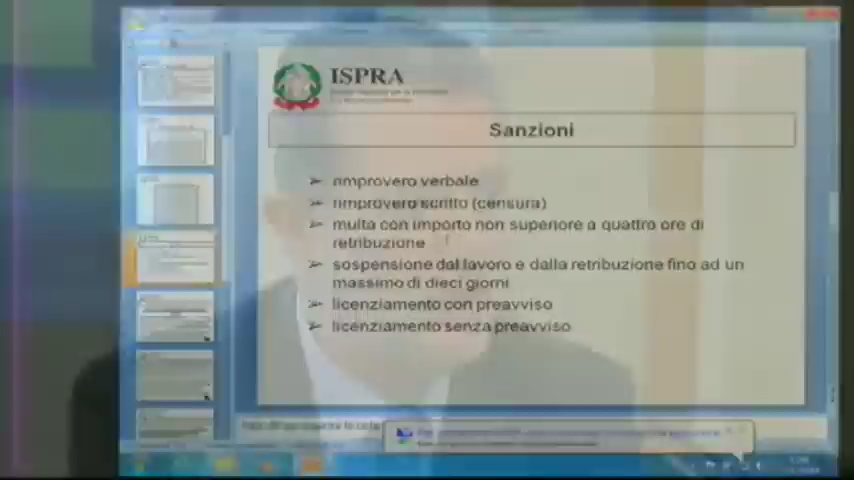 ISPRA
Sanzioni
➢ rimprovero verbale
➢ rimprovero scritto (censura)
➢ multa con importo non superiore a quattro ore di
retribuzione
➢ sospensione dal lavoro e dalla retribuzione fino ad un
massimo di dieci giorni
➢ licenziamento con preavviso
➢ licenziamento senza preavviso